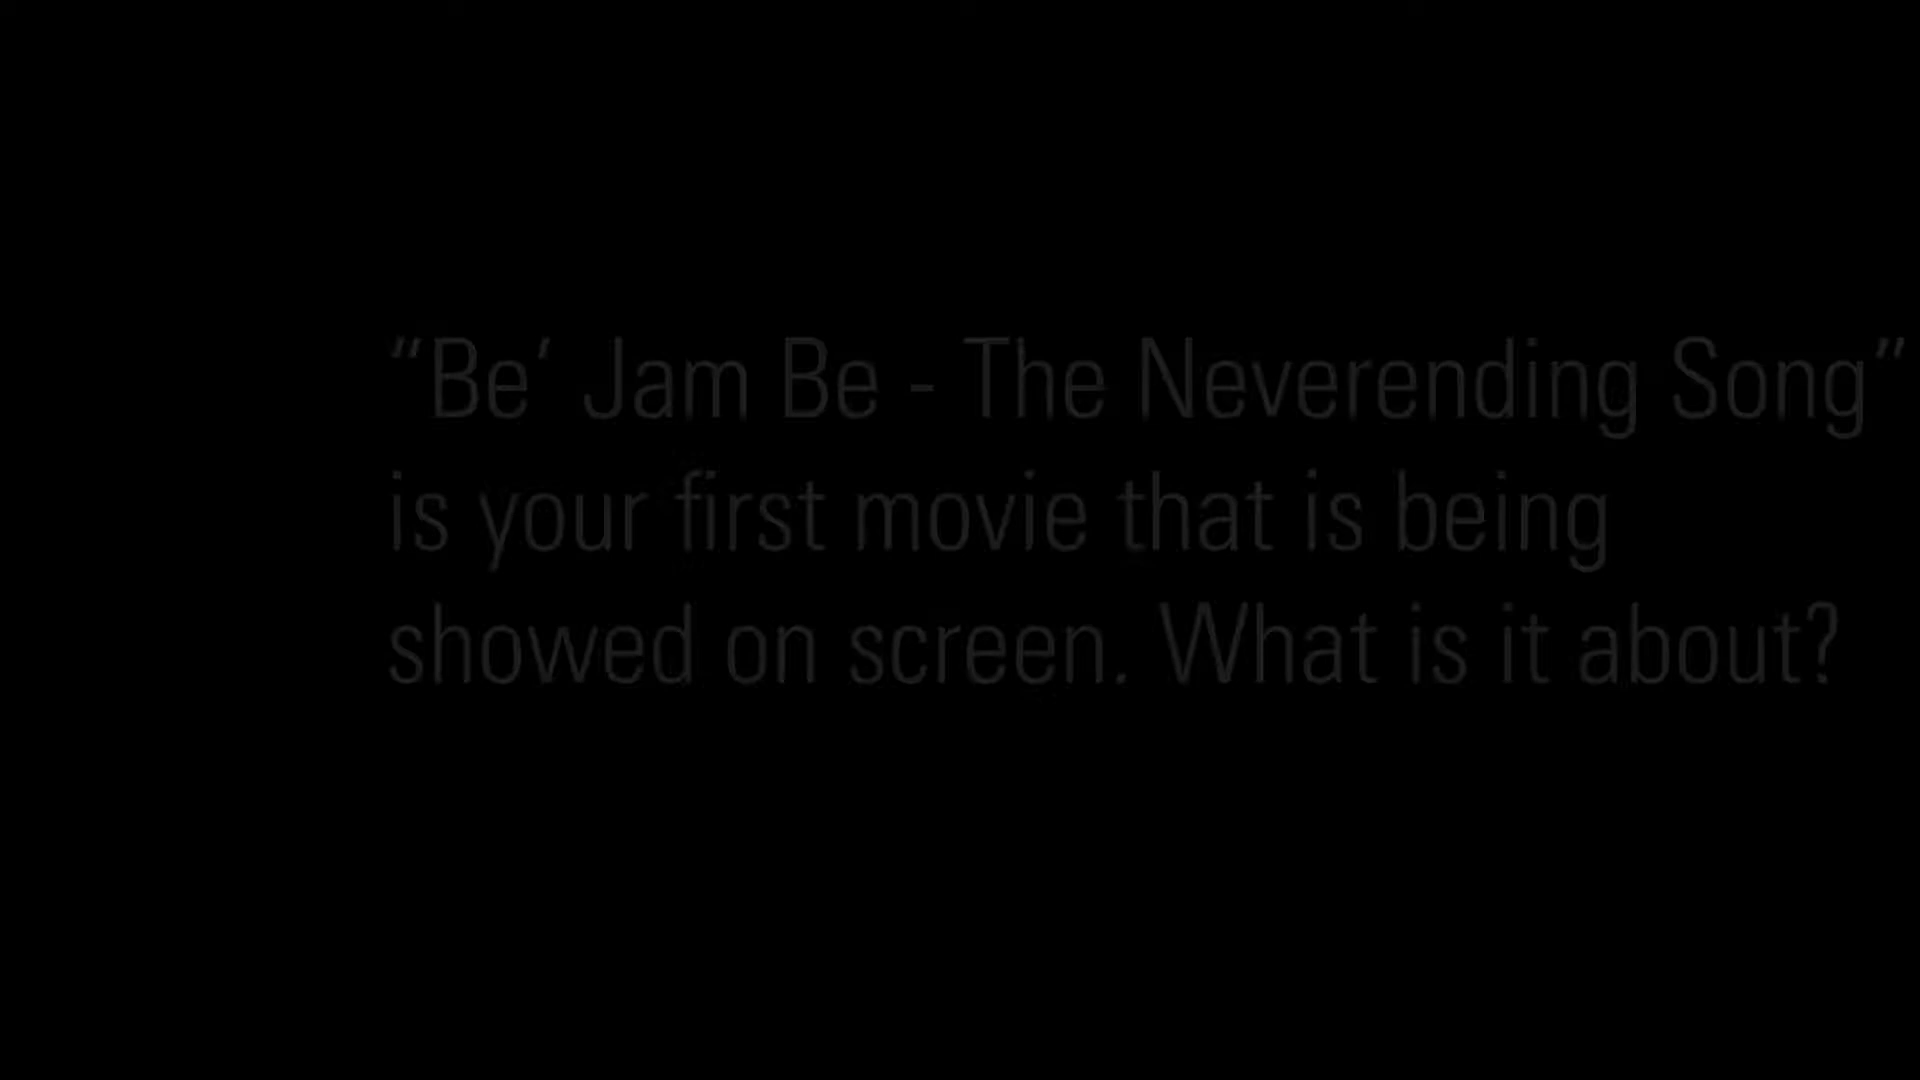 "Be' Jam Be - The Neverending Song"
is your first movie that is being
showed on screen. What is it about?